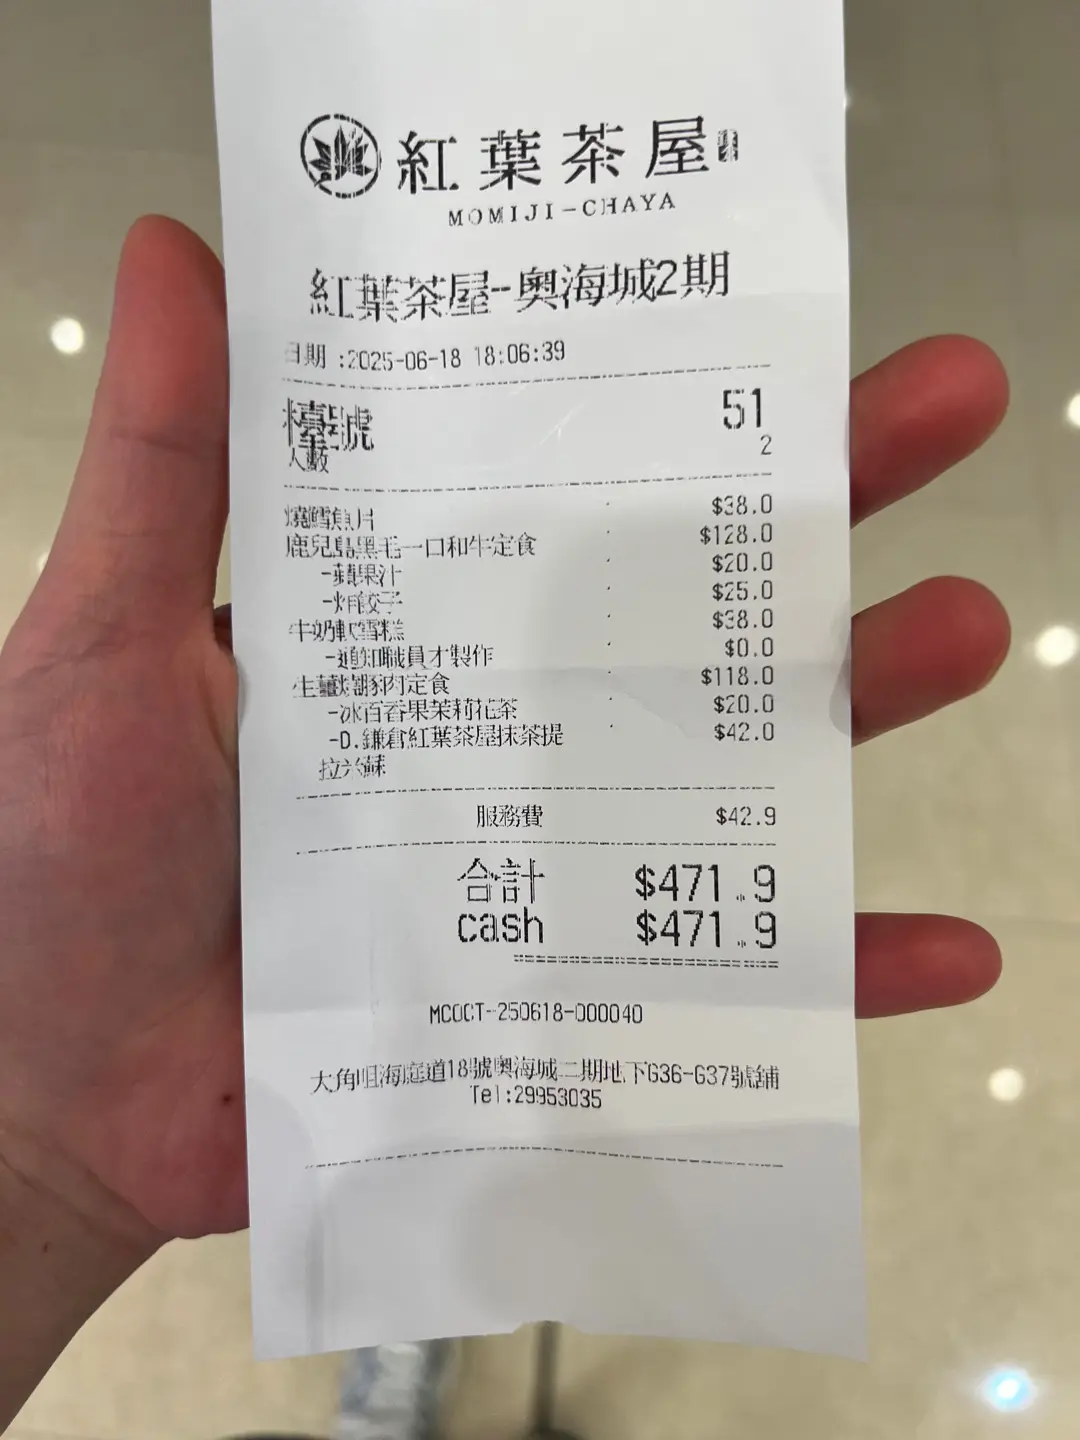 紅葉茶屋
MOMIJI-CHAYA
紅葉茶屋-奧海城2期
日期 :2025-06-18 18:06:39
檯號 51
人數 2
燒鱈魚片 $38.0
鹿兒島黑毛一口和牛定食 $128.0
-蘋果汁 $20.0
-炸餃子 $25.0
牛奶軟雪糕 $38.0
-通知職員才製作 $0.0
生薑燒豚肉定食 $118.0
-冰百香果茉莉花茶 $20.0
-D.鎌倉紅葉茶屋抹茶提 $42.0
拉米蘇
服務費 $42.9
合計 $471.9
cash $471.9
MCOCT-250618-000040
大角咀海庭道18號奧海城二期地下G36-G37號舖
Tel:29953035